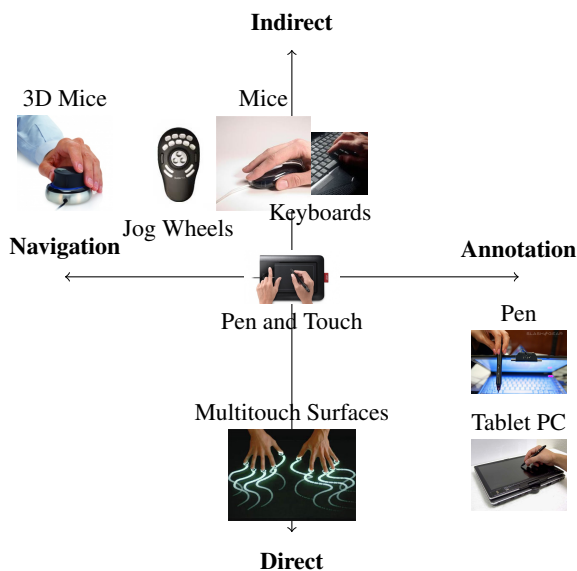 Indirect
3D Mice
Mice
Jog Wheels
Keyboards
Navigation
Annotation
Pen and Touch
Pen
Multitouch Surfaces
Tablet PC
Direct